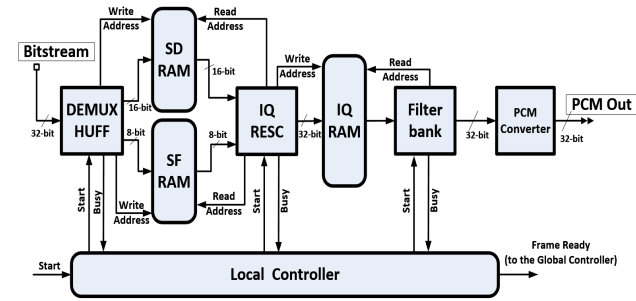 Bitstream
32-bit
DEMUX
HUFF
Write
Address
16-bit
SD
RAM
Read
Address
16-bit
8-bit
SF
RAM
8-bit
Write
Address
Read
Address
IQ
RESC
Write
Address
32-bit
IQ
RAM
Read
Address
Filter
bank
32-bit
PCM
Converter
PCM Out
32-bit
Start
Busy
Start
Busy
Start
Busy
Start
Local Controller
Frame Ready
(to the Global Controller)